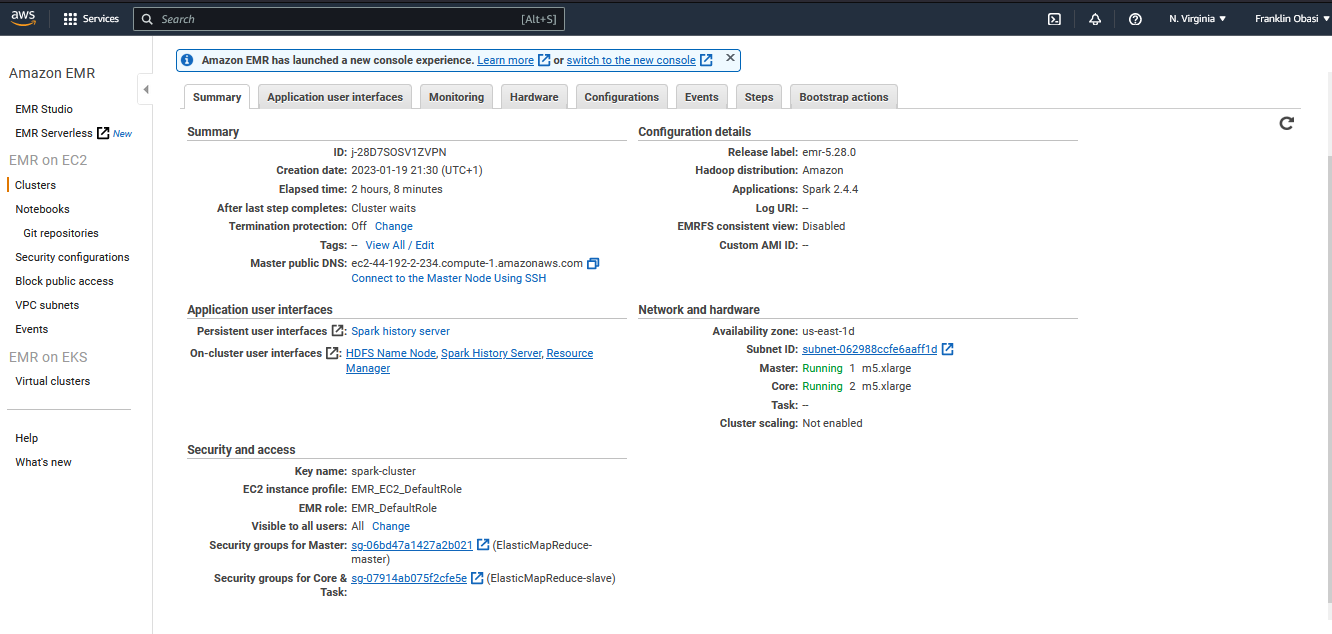 aws Services Search [Alt+S] N. Virginia Franklin Obasi
Amazon EMR has launched a new console experience. Learn more or switch to the new console
Amazon EMR
EMR Studio
EMR Serverless New
EMR on EC2
Clusters
Notebooks
Git repositories
Security configurations
Block public access
VPC subnets
Events
EMR on EKS
Virtual clusters
Help
What's new
Summary Application user interfaces Monitoring Hardware Configurations Events Steps Bootstrap actions
Summary
ID: j-28D7SOSV1ZVPN
Creation date: 2023-01-19 21:30 (UTC+1)
Elapsed time: 2 hours, 8 minutes
After last step completes: Cluster waits
Termination protection: Off Change
Tags: -- View All / Edit
Master public DNS: ec2-44-192-2-234.compute-1.amazonaws.com
Connect to the Master Node Using SSH
Configuration details
Release label: emr-5.28.0
Hadoop distribution: Amazon
Applications: Spark 2.4.4
Log URI: --
EMRFS consistent view: Disabled
Custom AMI ID: --
Application user interfaces
Persistent user interfaces : Spark history server
On-cluster user interfaces : HDFS Name Node, Spark History Server, Resource
Manager
Network and hardware
Availability zone: us-east-1d
Subnet ID: subnet-062988ccfe6aaff1d
Master: Running 1 m5.xlarge
Core: Running 2 m5.xlarge
Task: --
Cluster scaling: Not enabled
Security and access
Key name: spark-cluster
EC2 instance profile: EMR_EC2_DefaultRole
EMR role: EMR_DefaultRole
Visible to all users: All Change
Security groups for Master: sg-06bd47a1427a2b021 (ElasticMapReduce-
master)
Security groups for Core & sg-07914ab075f2cfe5e (ElasticMapReduce-slave)
Task: